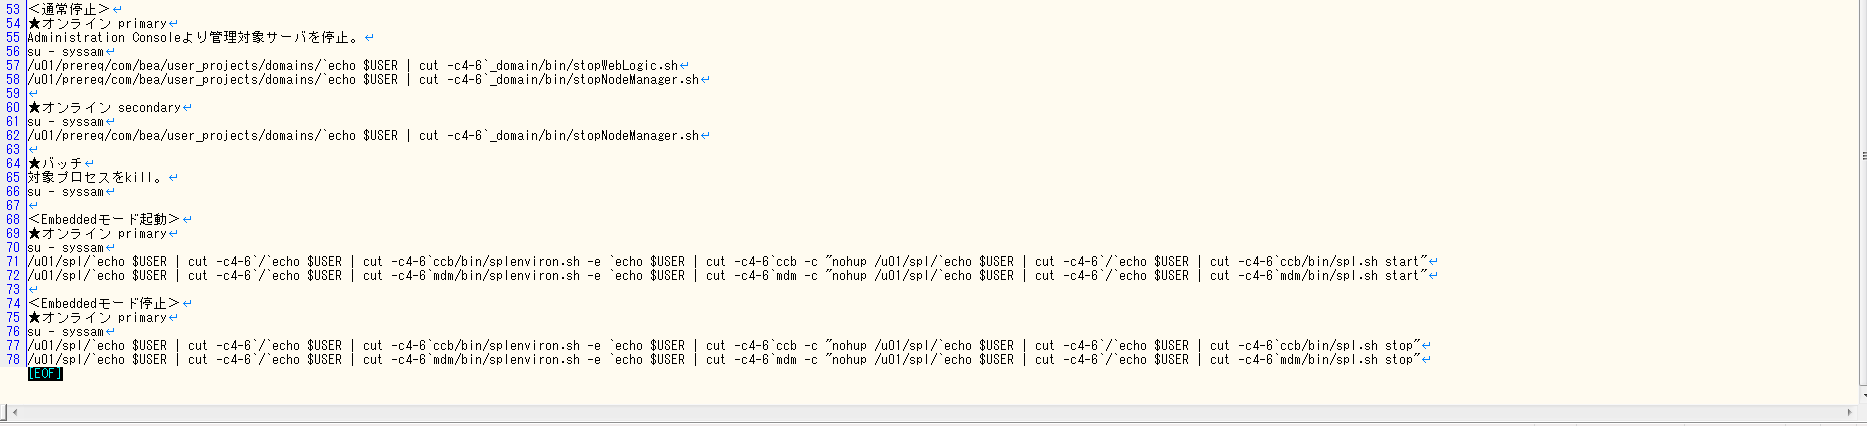 53 <通常停止>↵
54 ★オンライン primary↵
55 Administration Consoleより管理対象サーバを停止。↵
56 su - syssam↵
57 /u01/prereq/com/bea/user_projects/domains/`echo $USER | cut -c4-6`_domain/bin/stopWebLogic.sh↵
58 /u01/prereq/com/bea/user_projects/domains/`echo $USER | cut -c4-6`_domain/bin/stopNodeManager.sh↵
59 ↵
60 ★オンライン secondary↵
61 su - syssam↵
62 /u01/prereq/com/bea/user_projects/domains/`echo $USER | cut -c4-6`_domain/bin/stopNodeManager.sh↵
63 ↵
64 ★バッチ↵
65 対象プロセスをkill。↵
66 su - syssam↵
67 ↵
68 <Embeddedモード起動>↵
69 ★オンライン primary↵
70 su - syssam↵
71 /u01/spl/`echo $USER | cut -c4-6`/`echo $USER | cut -c4-6`ccb/bin/splenviron.sh -e `echo $USER | cut -c4-6`ccb -c "nohup /u01/spl/`echo $USER | cut -c4-6`/`echo $USER | cut -c4-6`ccb/bin/spl.sh start"↵
72 /u01/spl/`echo $USER | cut -c4-6`/`echo $USER | cut -c4-6`mdm/bin/splenviron.sh -e `echo $USER | cut -c4-6`mdm -c "nohup /u01/spl/`echo $USER | cut -c4-6`/`echo $USER | cut -c4-6`mdm/bin/spl.sh start"↵
73 ↵
74 <Embeddedモード停止>↵
75 ★オンライン primary↵
76 su - syssam↵
77 /u01/spl/`echo $USER | cut -c4-6`/`echo $USER | cut -c4-6`ccb/bin/splenviron.sh -e `echo $USER | cut -c4-6`ccb -c "nohup /u01/spl/`echo $USER | cut -c4-6`/`echo $USER | cut -c4-6`ccb/bin/spl.sh stop"↵
78 /u01/spl/`echo $USER | cut -c4-6`/`echo $USER | cut -c4-6`mdm/bin/splenviron.sh -e `echo $USER | cut -c4-6`mdm -c "nohup /u01/spl/`echo $USER | cut -c4-6`/`echo $USER | cut -c4-6`mdm/bin/spl.sh stop"↵
[EOF]